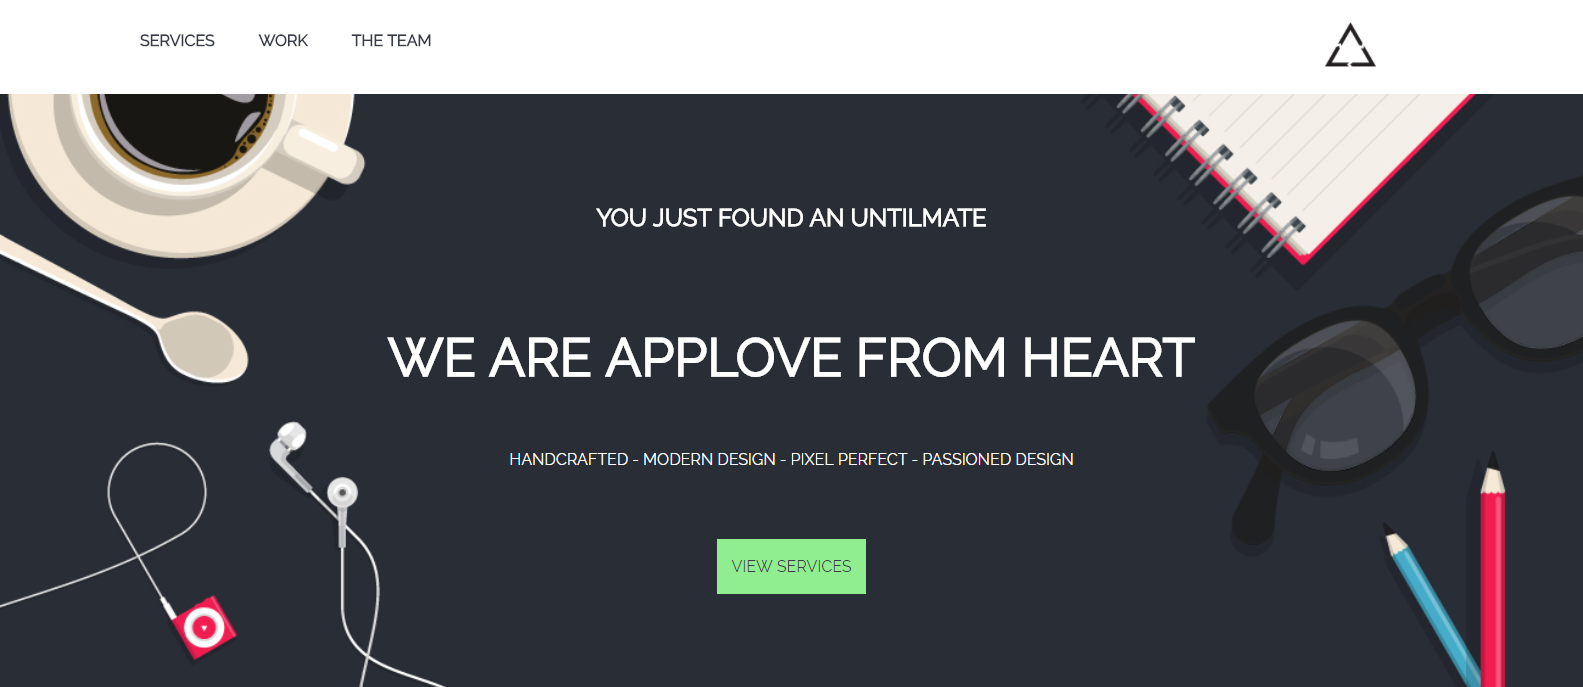 SERVICES WORK THE TEAM
YOU JUST FOUND AN UNTILMATE
WE ARE APPLOVE FROM HEART
HANDCRAFTED - MODERN DESIGN - PIXEL PERFECT - PASSIONED DESIGN
VIEW SERVICES